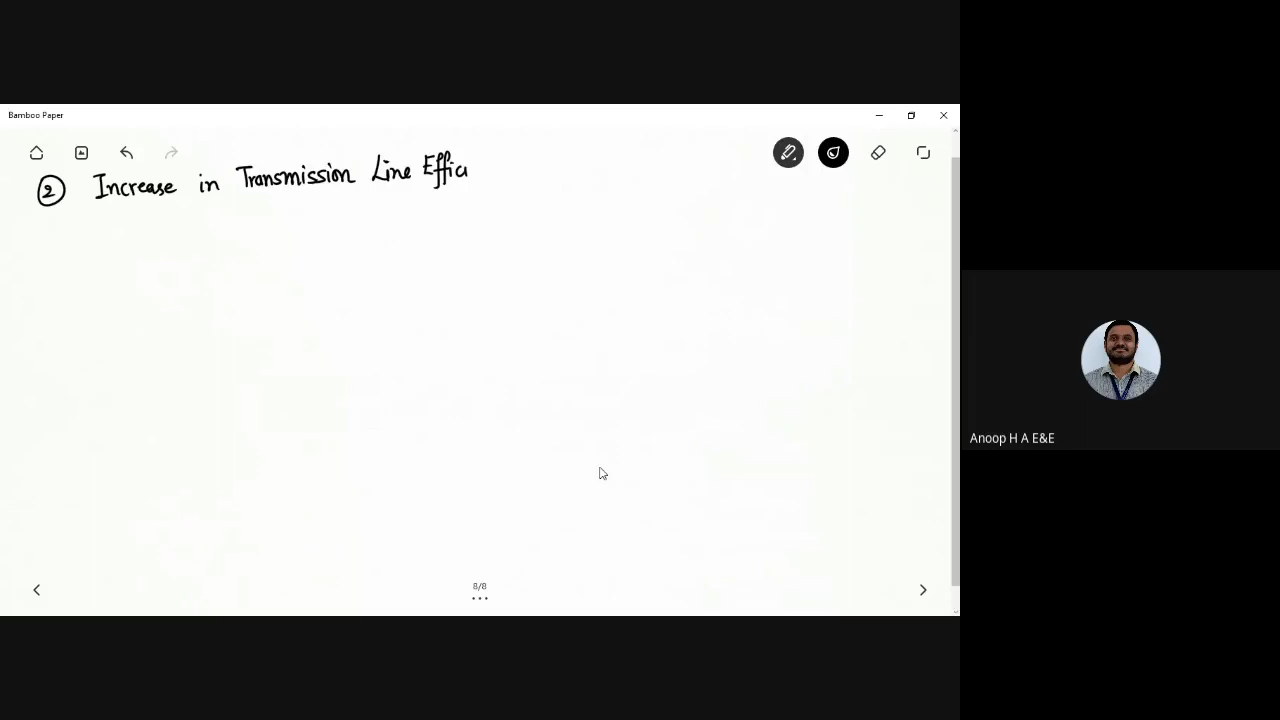 Bamboo Paper
② Increase in Transmission Line Effici
8/8
Anoop H A E&E